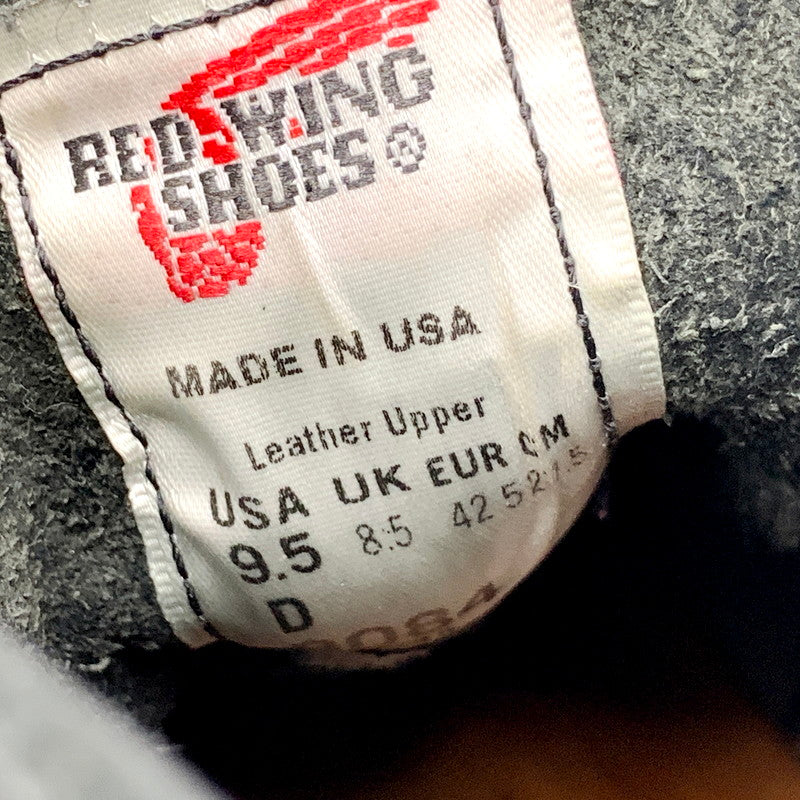 RED WING
SHOES®
MADE IN USA
Leather Upper
USA UK EUR CM
9.5 8.5 42.5 27.5
D